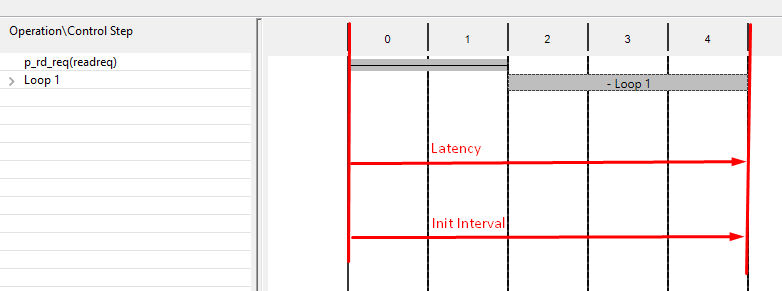 Operation\Control Step
0 1 2 3 4
p_rd_req(readreq)
Loop 1
- Loop 1
Latency
Init Interval